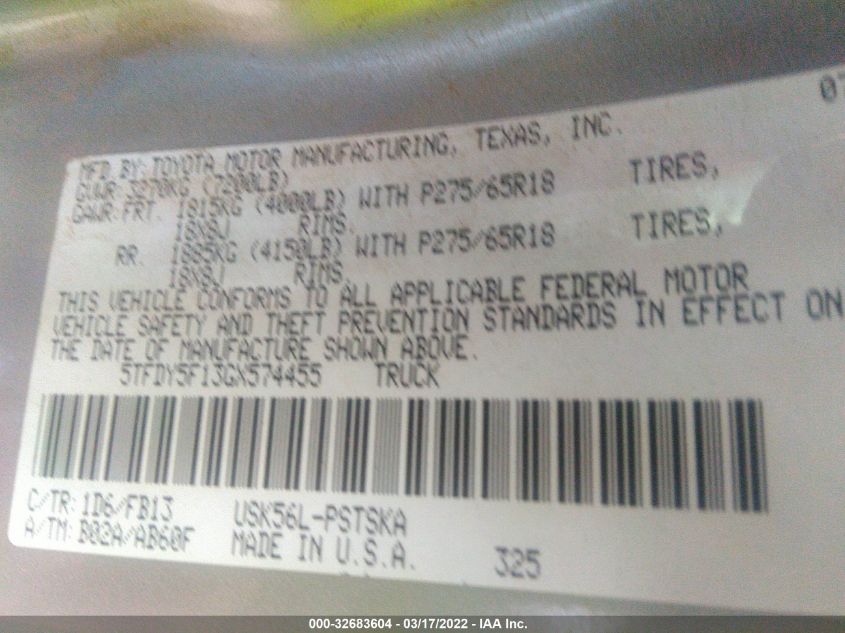 07
MFD. BY: TOYOTA MOTOR MANUFACTURING, TEXAS, INC.
GVWR: 3270KG (7200LB)
GAWR: FRT. 1815KG (4000LB) WITH P275/65R18 TIRES,
18X8J RIMS.
RR. 1885KG (4150LB) WITH P275/65R18 TIRES,
18X8J RIMS.
THIS VEHICLE CONFORMS TO ALL APPLICABLE FEDERAL MOTOR
VEHICLE SAFETY AND THEFT PREVENTION STANDARDS IN EFFECT ON
THE DATE OF MANUFACTURE SHOWN ABOVE.
5TFDY5F13GX574455 TRUCK
C/TR: 1D6/FB13 USK56L-PSTSKA
A/TM: B02A/AB60F MADE IN U.S.A. 325
000-32683604 - 03/17/2022 - IAA Inc.